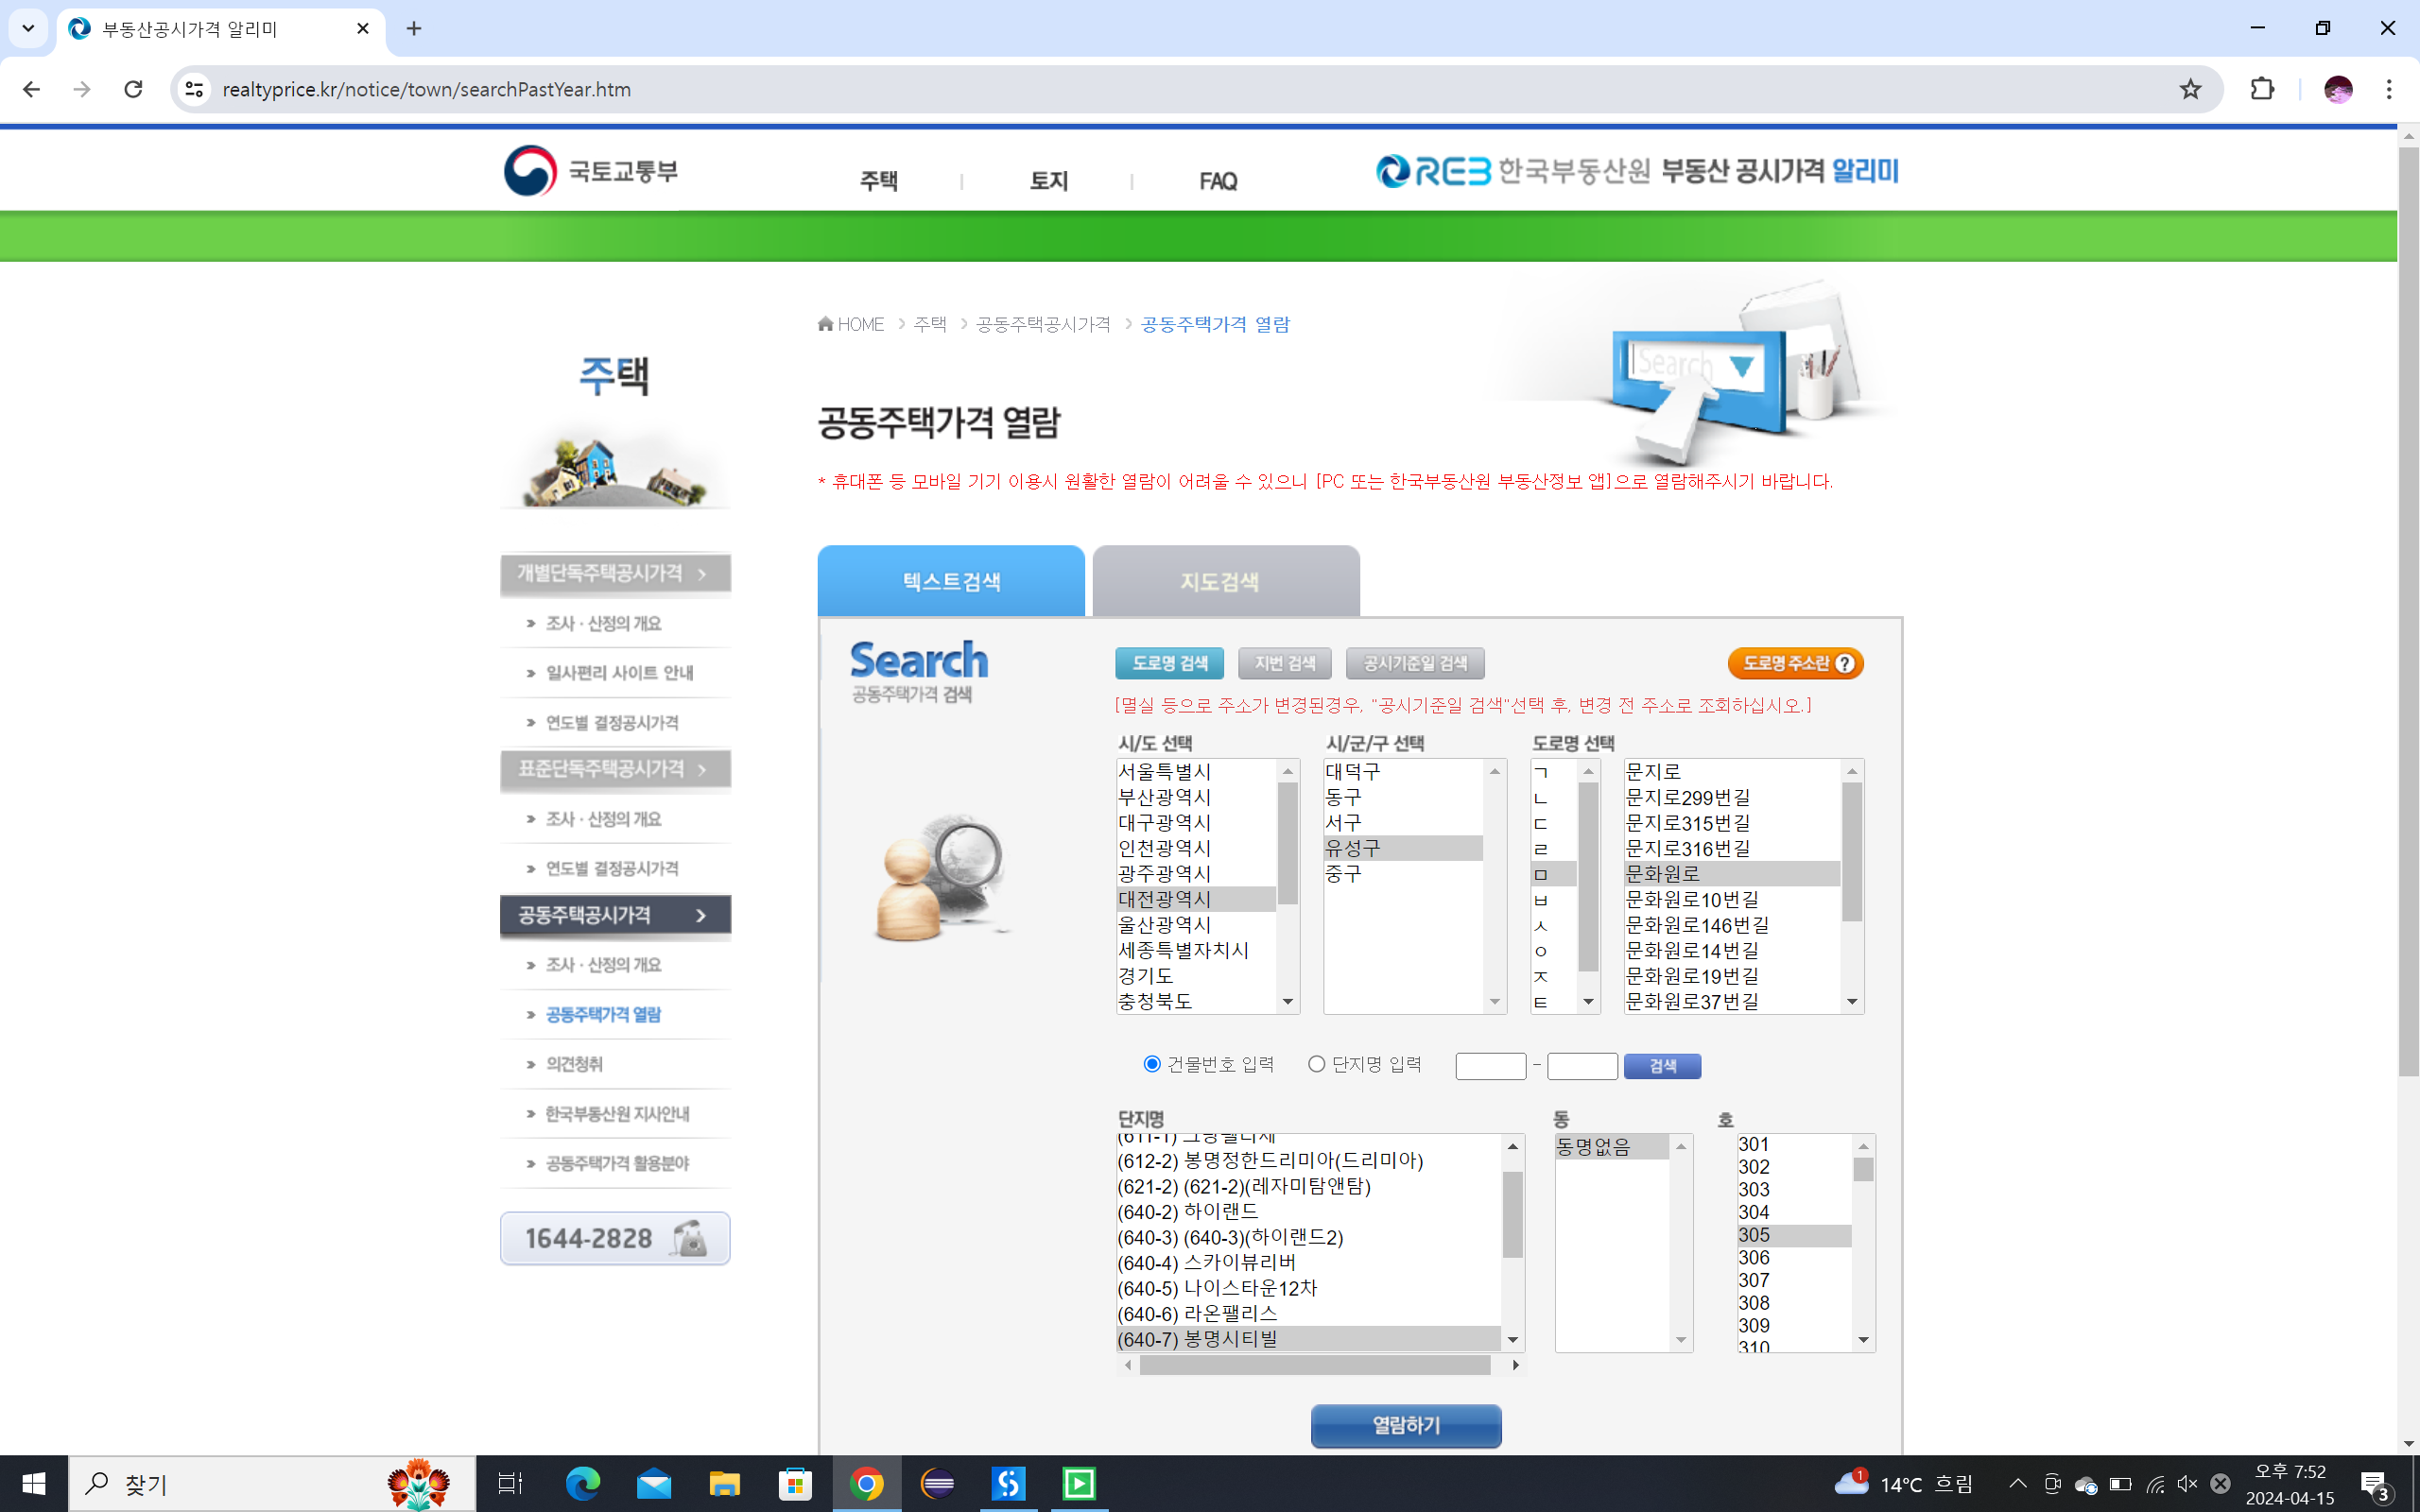 부동산공시가격 알리미
realtyprice.kr/notice/town/searchPastYear.htm
국토교통부
주택
토지
FAQ
REB 한국부동산원 부동산 공시가격 알리미
HOME > 주택 > 공동주택공시가격 > 공동주택가격 열람
Search
주택
공동주택가격 열람
* 휴대폰 등 모바일 기기 이용시 원활한 열람이 어려울 수 있으니 [PC 또는 한국부동산원 부동산정보 앱]으로 열람해주시기 바랍니다.
개별단독주택공시가격
조사·산정의 개요
일사편리 사이트 안내
연도별 결정공시가격
표준단독주택공시가격
조사·산정의 개요
연도별 결정공시가격
공동주택공시가격
조사·산정의 개요
공동주택가격 열람
의견청취
한국부동산원 지사안내
공동주택가격 활용분야
1644-2828
텍스트검색
지도검색
Search
공동주택가격 검색
도로명 검색
지번 검색
공시기준일 검색
도로명 주소란 ?
[멸실 등으로 주소가 변경된경우, "공시기준일 검색"선택 후, 변경 전 주소로 조회하십시오.]
시/도 선택
서울특별시
부산광역시
대구광역시
인천광역시
광주광역시
대전광역시
울산광역시
세종특별자치시
경기도
충청북도
시/군/구 선택
대덕구
동구
서구
유성구
중구
도로명 선택
ㄱ
ㄴ
ㄷ
ㄹ
ㅁ
ㅂ
ㅅ
ㅇ
ㅈ
ㅌ
문지로
문지로299번길
문지로315번길
문지로316번길
문화원로
문화원로10번길
문화원로146번길
문화원로14번길
문화원로19번길
문화원로37번길
건물번호 입력
단지명 입력
-
검색
단지명
(612-2) 봉명정한드리미아(드리미아)
(621-2) (621-2)(레자미탐앤탐)
(640-2) 하이랜드
(640-3) (640-3)(하이랜드2)
(640-4) 스카이뷰리버
(640-5) 나이스타운12차
(640-6) 라온팰리스
(640-7) 봉명시티빌
동
동명없음
호
301
302
303
304
305
306
307
308
309
310
열람하기
찾기
1
14°C 흐림
오후 7:52
2024-04-15
3